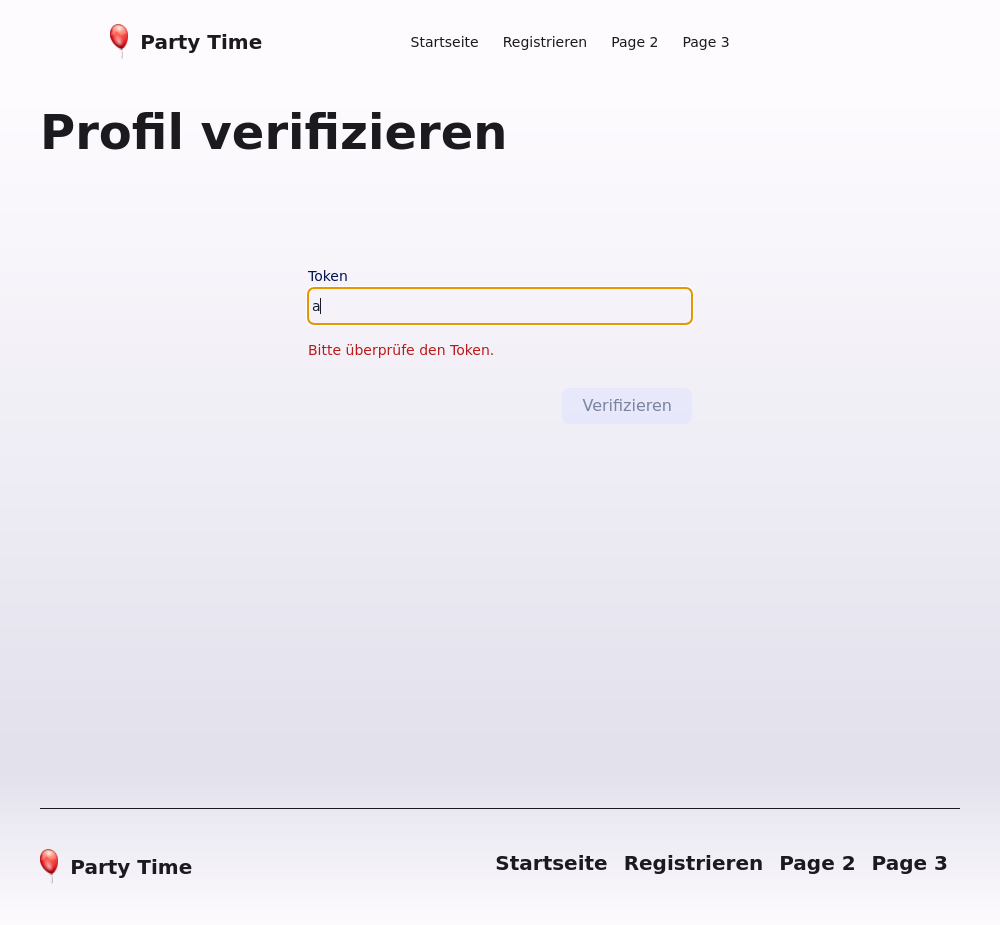 Party Time
Startseite Registrieren Page 2 Page 3
Profil verifizieren
Token
a
Bitte überprüfe den Token.
Verifizieren
Party Time
Startseite Registrieren Page 2 Page 3